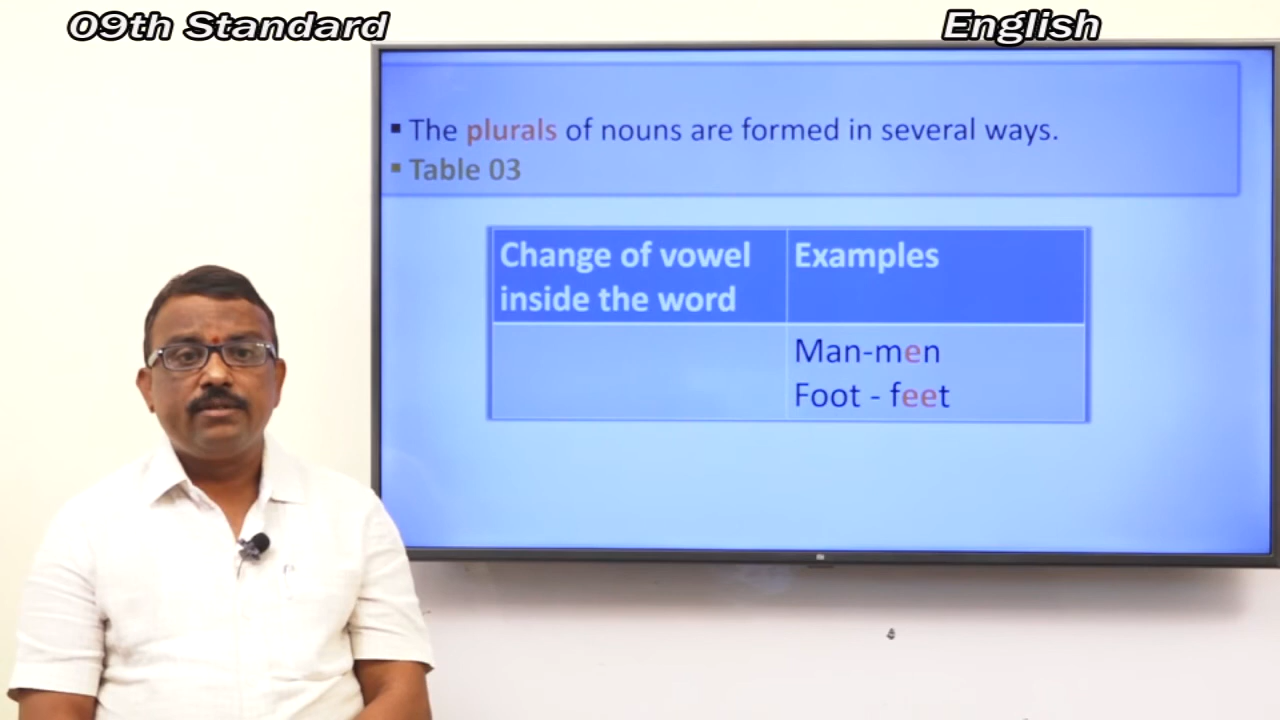 09th Standard
English
▪ The plurals of nouns are formed in several ways.
▪ Table 03
Change of vowel inside the word
Examples
Man-men
Foot - feet